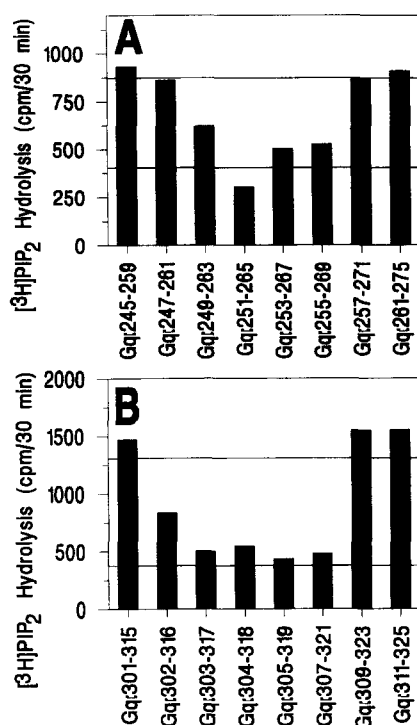 A
[³H]PIP₂ Hydrolysis (cpm/30 min)
1000
750
500
250
0
Gq:245-259
Gq:247-261
Gq:249-263
Gq:251-265
Gq:253-267
Gq:255-269
Gq:257-271
Gq:261-275
B
[³H]PIP₂ Hydrolysis (cpm/30 min)
2000
1500
1000
500
0
Gq:301-315
Gq:302-316
Gq:303-317
Gq:304-318
Gq:305-319
Gq:307-321
Gq:309-323
Gq:311-325